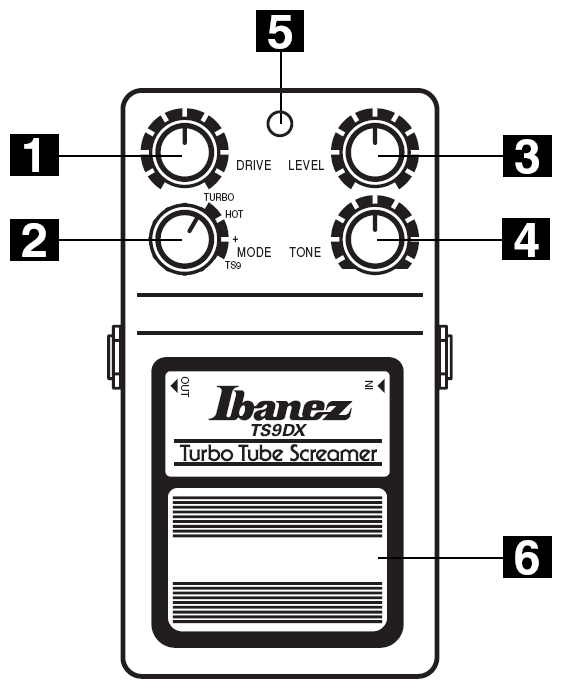 5
1
3
DRIVE LEVEL
TURBO
HOT
2
+
4
MODE TONE
TS9
OUT
IN
Ibanez
TS9DX
Turbo Tube Screamer
6